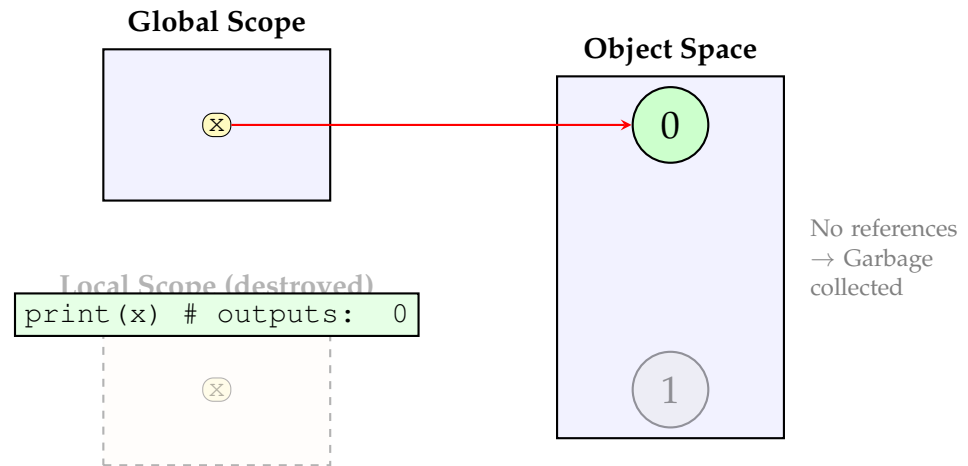 Global Scope
Object Space
x
0
No references
→ Garbage
collected
Local Scope (destroyed)
print(x) # outputs:  0
x
1